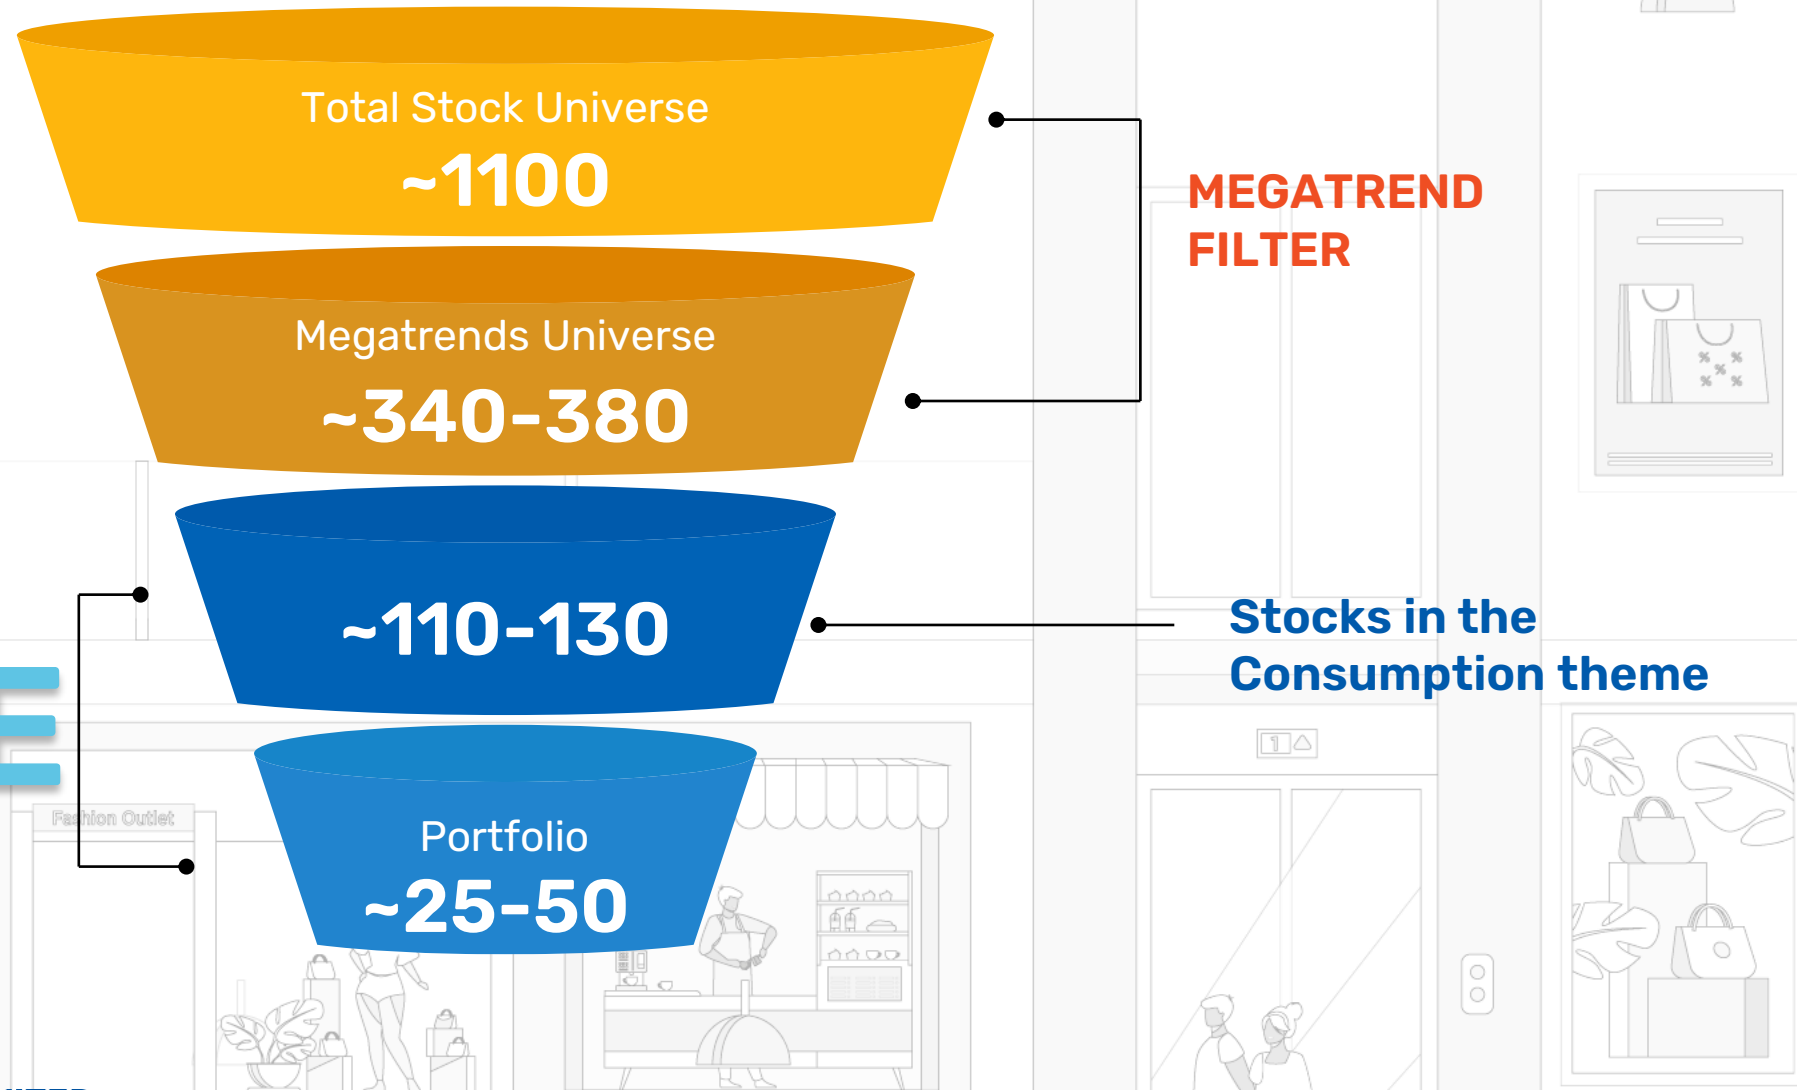 Total Stock Universe
~1100
MEGATREND
FILTER
Megatrends Universe
~340-380
~110-130
Stocks in the
Consumption theme
1
Fashion Outlet
Portfolio
~25-50